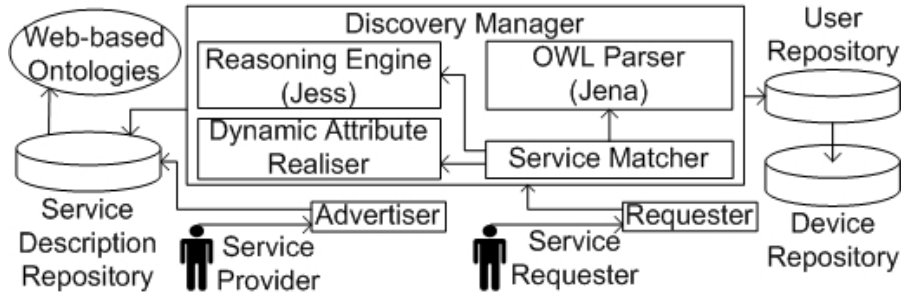 Web-based
Ontologies
Discovery Manager
Reasoning Engine
(Jess)
OWL Parser
(Jena)
Dynamic Attribute
Realiser
Service Matcher
User
Repository
Service
Description
Repository
Advertiser
Service
Provider
Requester
Service
Requester
Device
Repository